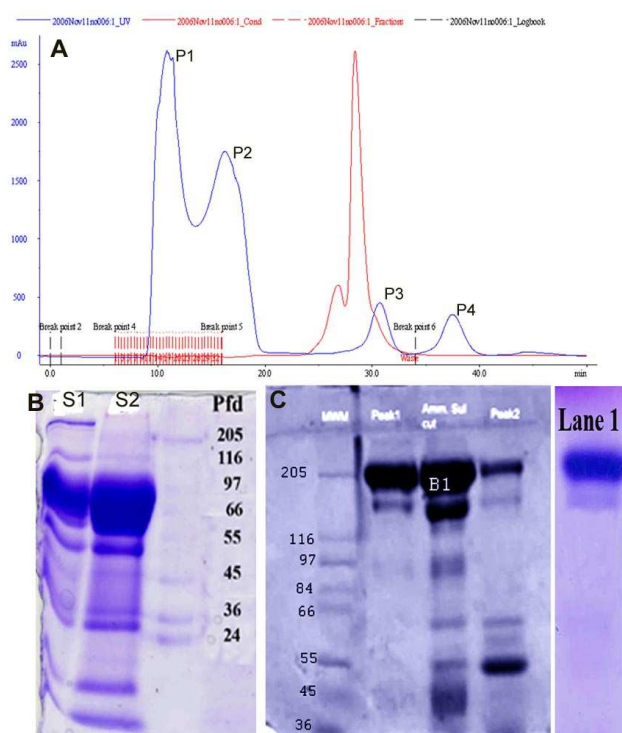 2006Nov11no006:1_UV 2006Nov11no006:1_Cond 2006Nov11no006:1_Fractions 2006Nov11no006:1_Logbook
mAu
A
P1
2500
2000
P2
1500
1000
500
P3
P4
Break point 2 Break point 4 Break point 5 Break point 6
0
Waste
0.0 10.0 20.0 30.0 40.0 min
B S1 S2 Pfd
205
116
97
66
55
45
36
24
C MWM Peak1 Amm. Sul cut Peak2
205
B1
116
97
84
66
55
45
36
Lane 1